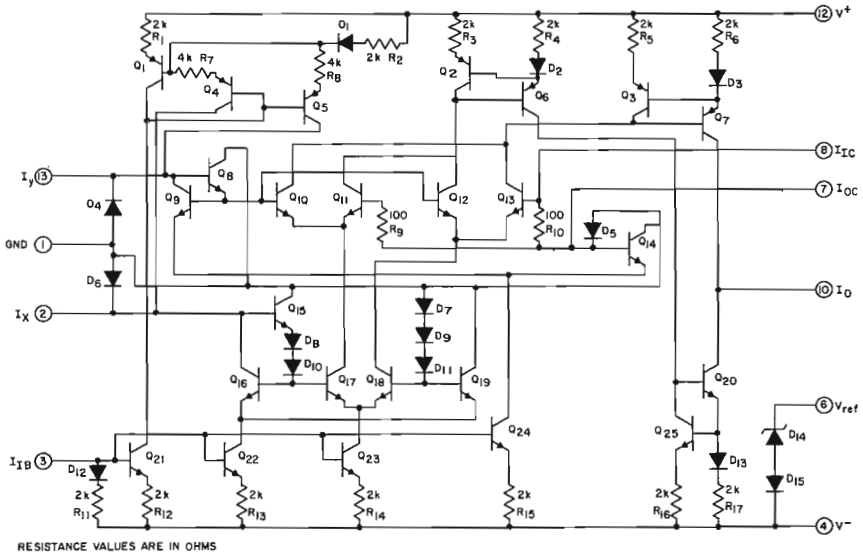 2k R1
D1
2k R2
12 V+
2k R3
2k R4
2k R5
2k R6
4k R7
4k R8
Q1
Q4
Q5
Q2
D2
Q6
Q3
D3
Q7
8 IIC
7 IOC
Iy 13
Q8
Q9
Q10
Q11
Q12
Q13
100 R9
100 R10
D5
Q14
D4
GND 1
D6
IX 2
Q15
D8
D10
D7
D9
D11
10 IO
Q16
Q17
Q18
Q19
Q20
6 Vref
D14
Q24
Q25
IIB 3
D12
Q21
Q22
Q23
D13
D15
2k R11
2k R12
2k R13
2k R14
2k R15
2k R16
2k R17
4 V-
RESISTANCE VALUES ARE IN OHMS